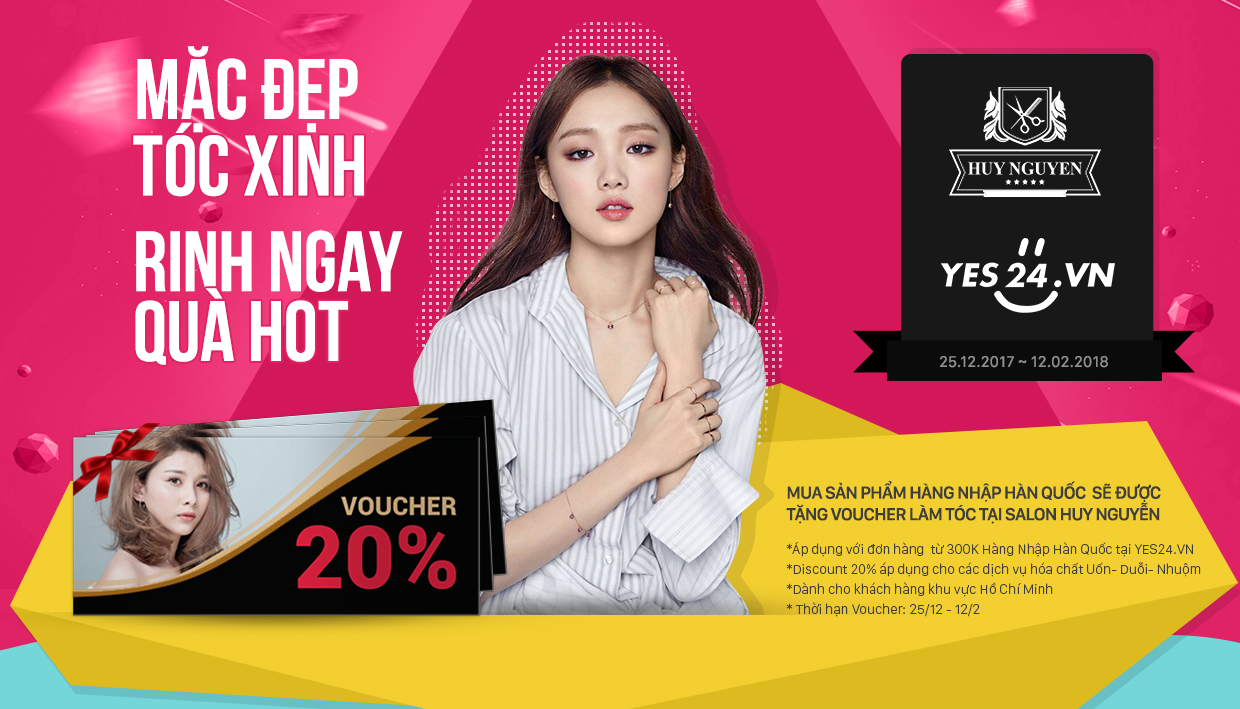 MẶC ĐẸP
TÓC XINH
RINH NGAY
QUÀ HOT
HUY NGUYEN
YES24.VN
25.12.2017 ~ 12.02.2018
VOUCHER
20%
MUA SẢN PHẨM HÀNG NHẬP HÀN QUỐC SẼ ĐƯỢC
TẶNG VOUCHER LÀM TÓC TẠI SALON HUY NGUYỄN
*Áp dụng với đơn hàng từ 300K Hàng Nhập Hàn Quốc tại YES24.VN
*Discount 20% áp dụng cho các dịch vụ hóa chất Uốn- Duỗi- Nhuộm
*Dành cho khách hàng khu vực Hồ Chí Minh
* Thời hạn Voucher: 25/12 - 12/2